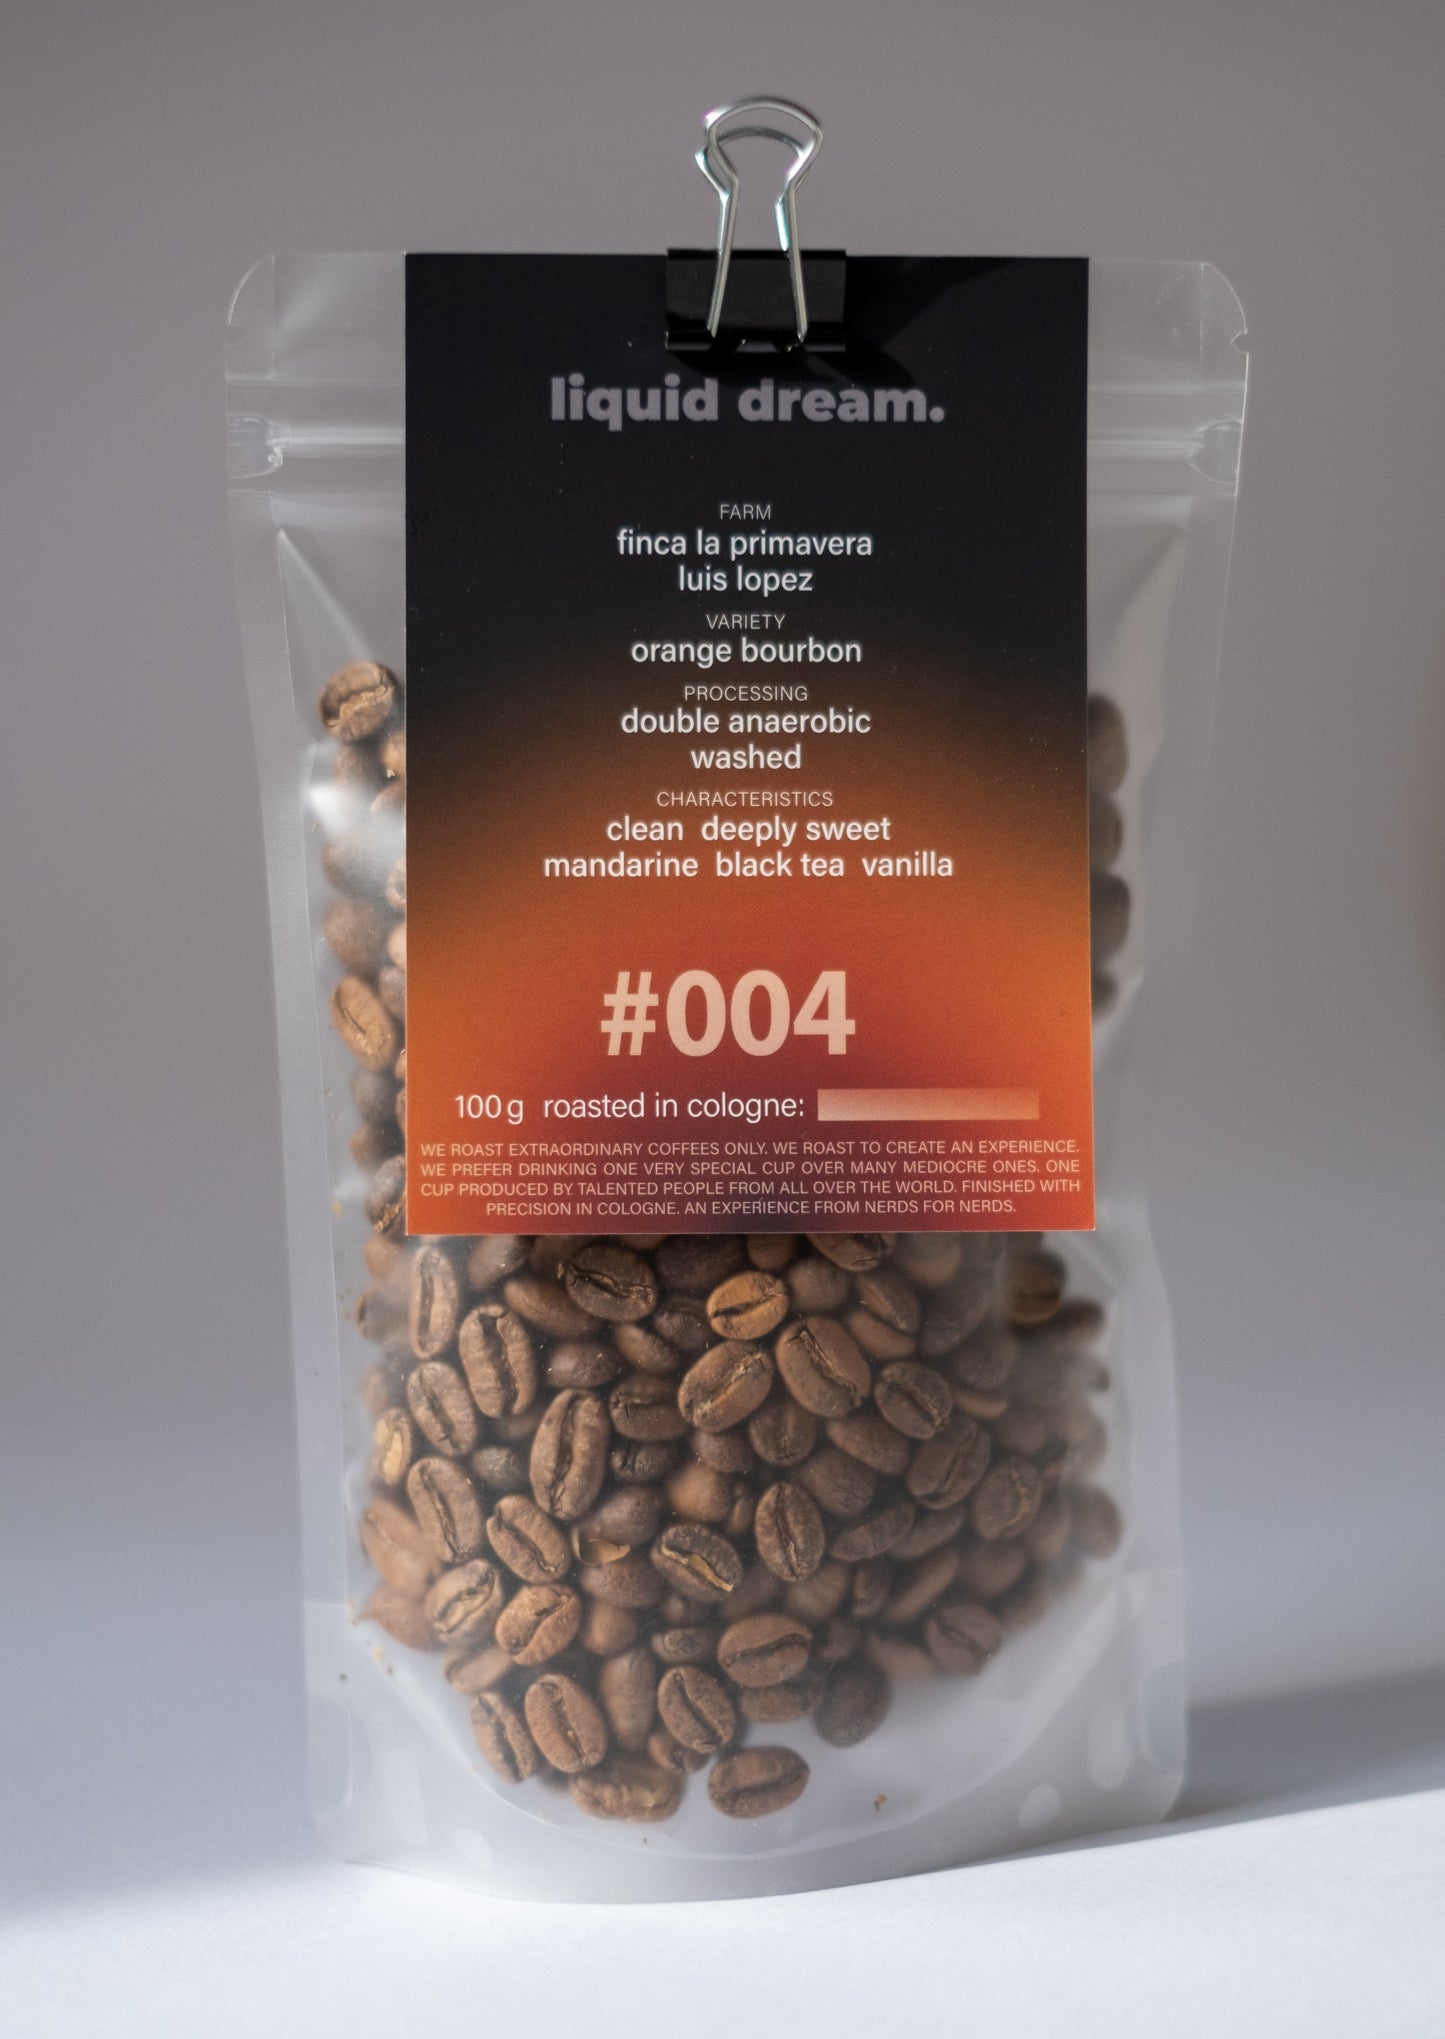 liquid dream.
FARM
finca la primavera
luis lopez
VARIETY
orange bourbon
PROCESSING
double anaerobic
washed
CHARACTERISTICS
clean deeply sweet
mandarine black tea vanilla
#004
100 g roasted in cologne:
WE ROAST EXTRAORDINARY COFFEES ONLY. WE ROAST TO CREATE AN EXPERIENCE.
WE PREFER DRINKING ONE VERY SPECIAL CUP OVER MANY MEDIOCRE ONES. ONE
CUP PRODUCED BY TALENTED PEOPLE FROM ALL OVER THE WORLD. FINISHED WITH
PRECISION IN COLOGNE. AN EXPERIENCE FROM NERDS FOR NERDS.